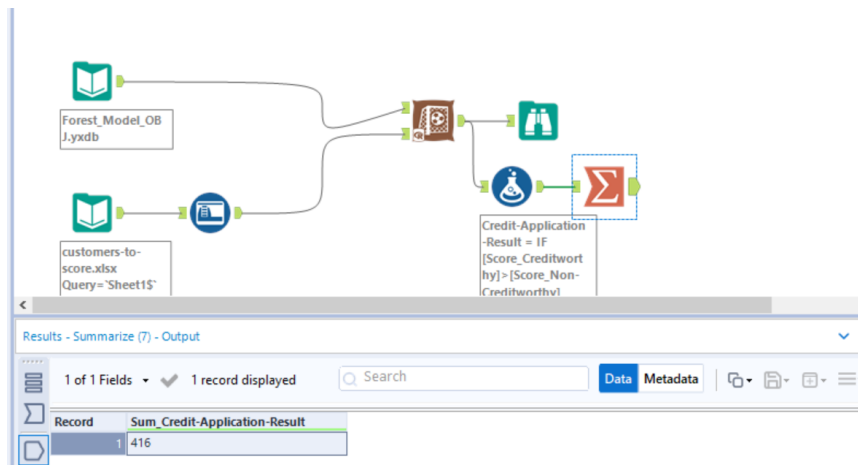 Forest_Model_OB
J.yxdb
customers-to-
score.xlsx
Query=`Sheet1$`
Credit-Application
-Result = IF
[Score_Creditwort
hy]>[Score_Non-
Creditworthy]
Results - Summarize (7) - Output
1 of 1 Fields
1 record displayed
Search
Data
Metadata
Record
Sum_Credit-Application-Result
1
416